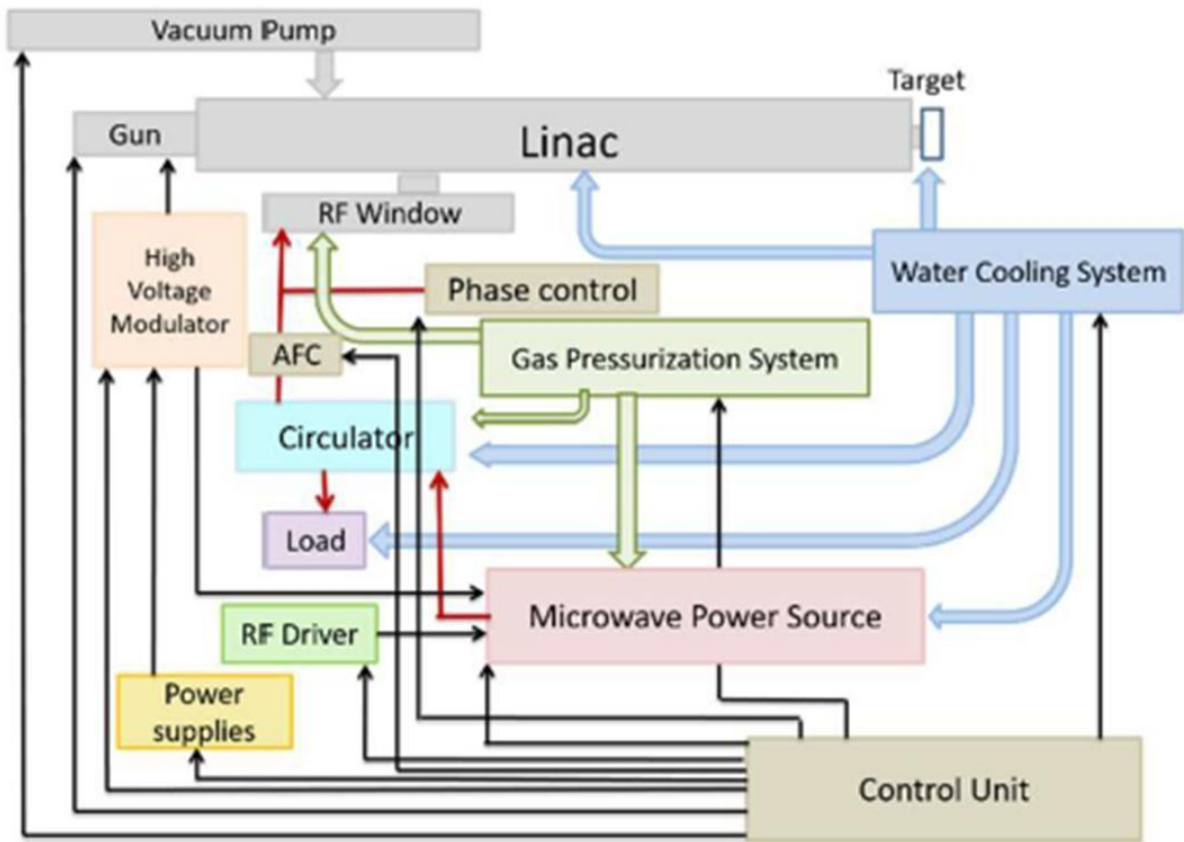 Vacuum Pump
Target
Gun
Linac
RF Window
High
Voltage
Modulator
Water Cooling System
Phase control
AFC
Gas Pressurization System
Circulator
Load
Microwave Power Source
RF Driver
Power
supplies
Control Unit